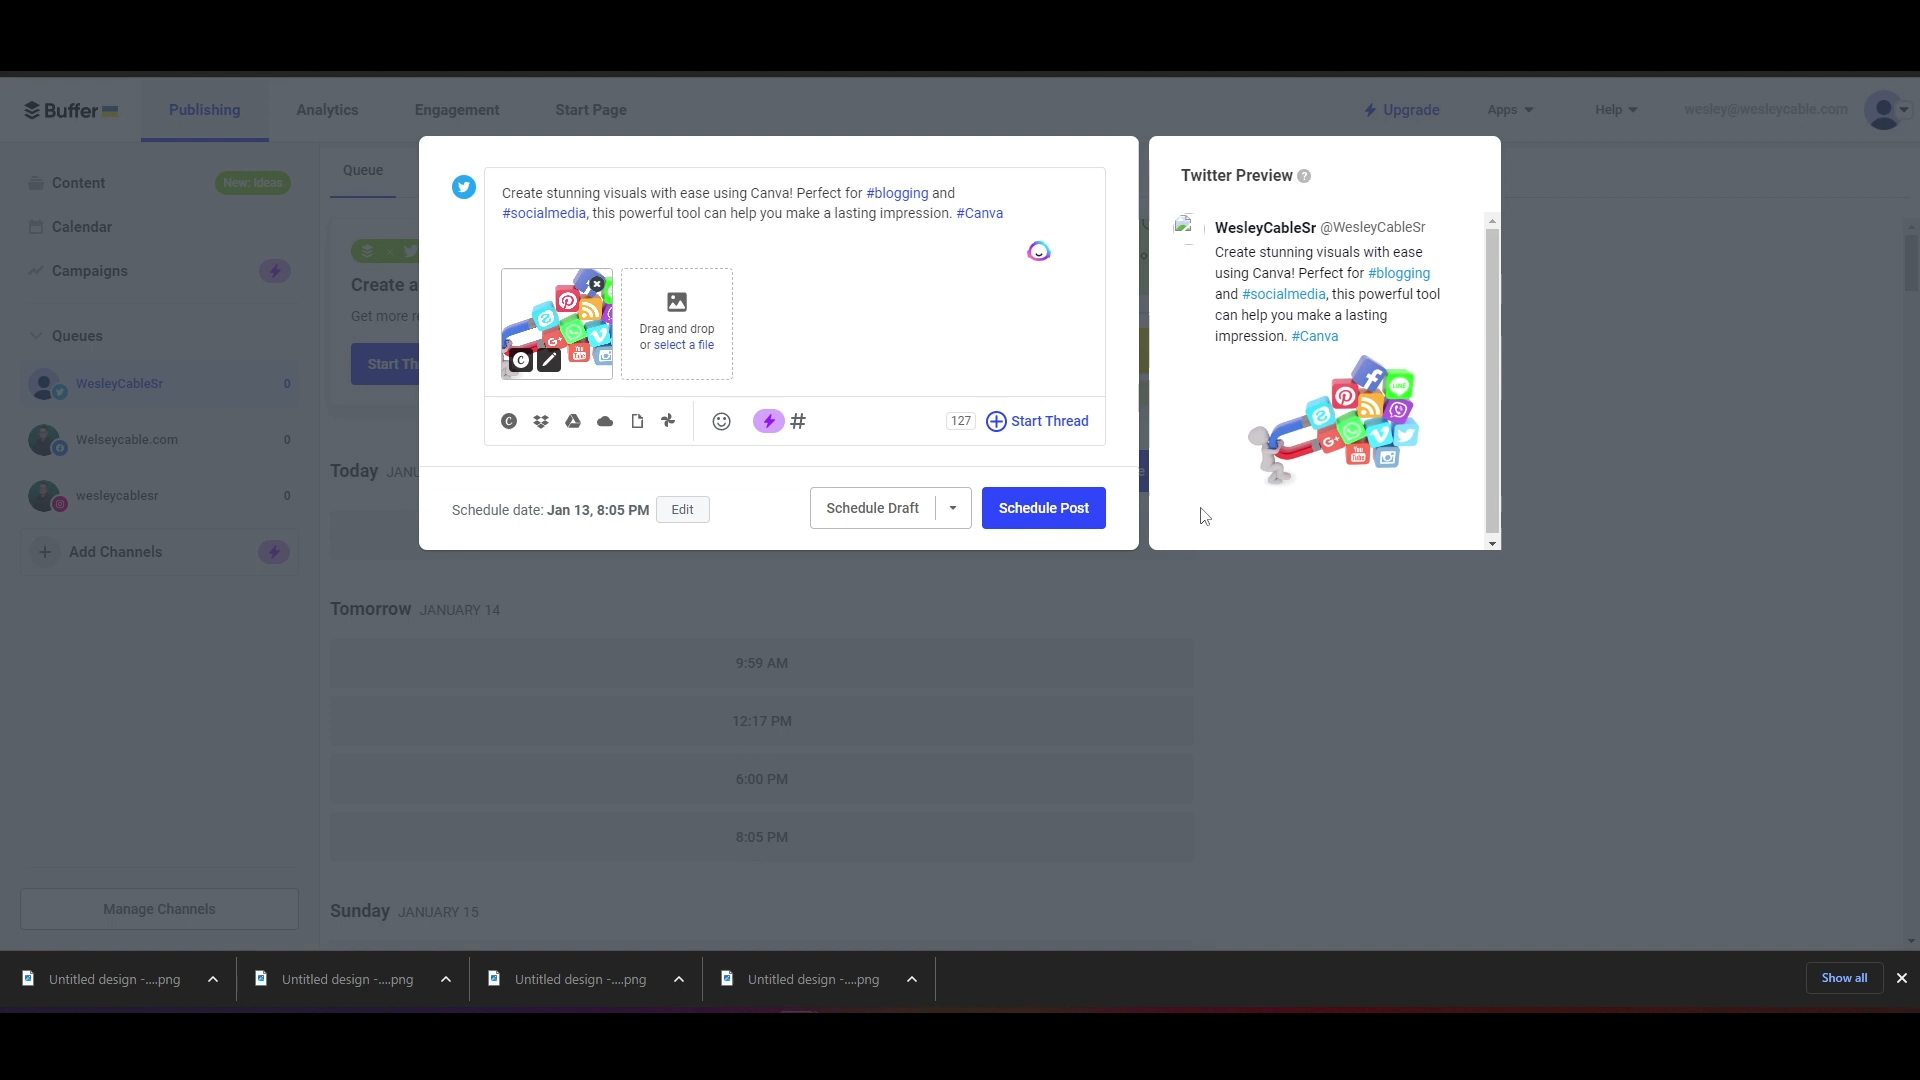 Buffer
Publishing
Analytics
Engagement
Start Page
Upgrade
Apps
Help
wesley@wesleycable.com
Content
New: Ideas
Calendar
Campaigns
Queues
WesleyCableSr
0
Welseycable.com
0
wesleycablesr
0
Add Channels
Manage Channels
Queue
Create a
Get more r
Start Th
Create stunning visuals with ease using Canva! Perfect for #blogging and
#socialmedia, this powerful tool can help you make a lasting impression. #Canva
Drag and drop
or select a file
127
Start Thread
Schedule date: Jan 13, 8:05 PM
Edit
Schedule Draft
Schedule Post
Twitter Preview
WesleyCableSr @WesleyCableSr
Create stunning visuals with ease
using Canva! Perfect for #blogging
and #socialmedia, this powerful tool
can help you make a lasting
impression. #Canva
LINE
G+
You
Tube
Today JANU
Tomorrow JANUARY 14
9:59 AM
12:17 PM
6:00 PM
8:05 PM
Sunday JANUARY 15
Untitled design -....png
Untitled design -....png
Untitled design -....png
Untitled design -....png
Show all